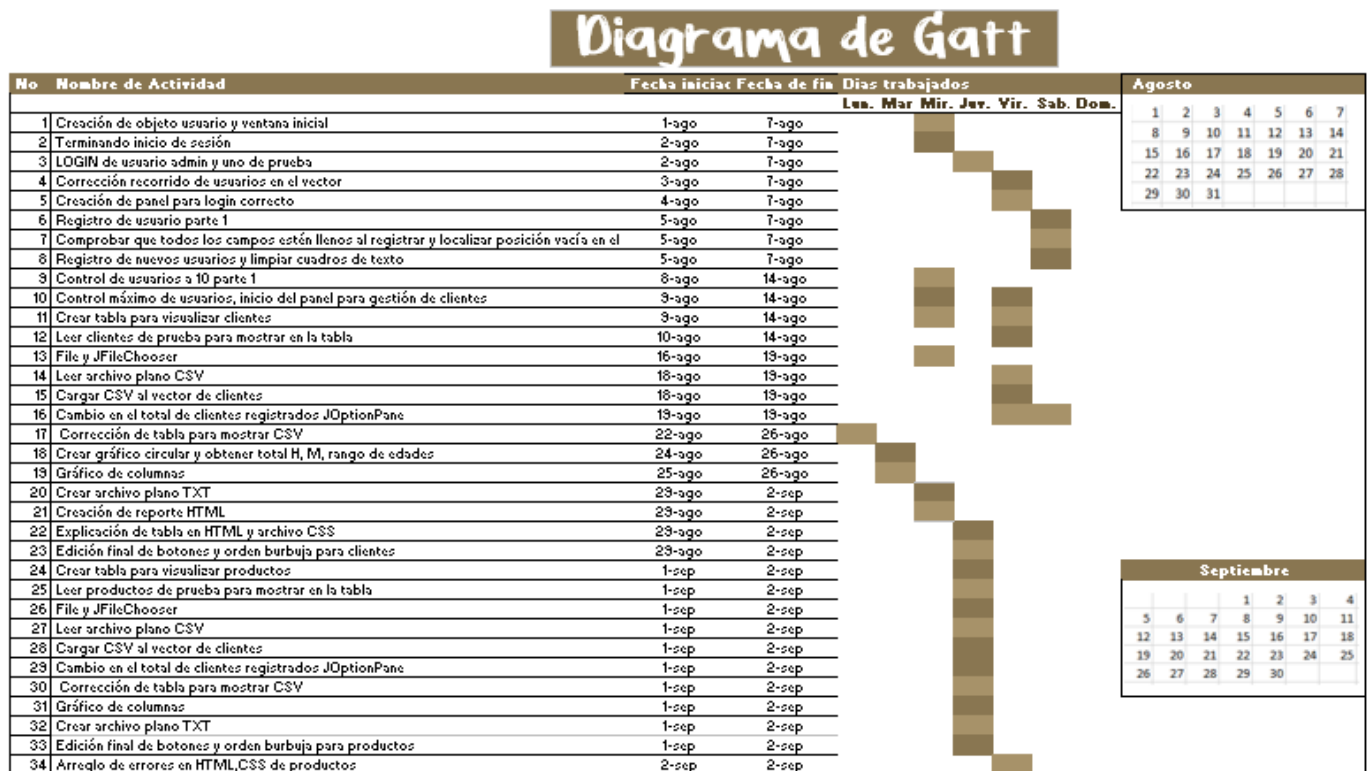 Diagrama de Gatt
No Nombre de Actividad Fecha iniciac Fecha de fin Dias trabajados Agosto
Lun. Mar Mir. Juv. Vir. Sab. Dom.
1 2 3 4 5 6 7
8 9 10 11 12 13 14
15 16 17 18 19 20 21
22 23 24 25 26 27 28
29 30 31
1 Creación de objeto usuario y ventana inicial 1-ago 7-ago
2 Terminando inicio de sesión 2-ago 7-ago
3 LOGIN de usuario admin y uno de prueba 2-ago 7-ago
4 Corrección recorrido de usuarios en el vector 3-ago 7-ago
5 Creación de panel para login correcto 4-ago 7-ago
6 Registro de usuario parte 1 5-ago 7-ago
7 Comprobar que todos los campos estén llenos al registrar y localizar posición vacía en el 5-ago 7-ago
8 Registro de nuevos usuarios y limpiar cuadros de texto 5-ago 7-ago
9 Control de usuarios a 10 parte 1 8-ago 14-ago
10 Control máximo de usuarios, inicio del panel para gestión de clientes 9-ago 14-ago
11 Crear tabla para visualizar clientes 9-ago 14-ago
12 Leer clientes de prueba para mostrar en la tabla 10-ago 14-ago
13 File y JFileChooser 16-ago 19-ago
14 Leer archivo plano CSV 18-ago 19-ago
15 Cargar CSV al vector de clientes 18-ago 19-ago
16 Cambio en el total de clientes registrados JOptionPane 19-ago 19-ago
17 Corrección de tabla para mostrar CSV 22-ago 26-ago
18 Crear gráfico circular y obtener total H, M, rango de edades 24-ago 26-ago
19 Gráfico de columnas 25-ago 26-ago
20 Crear archivo plano TXT 29-ago 2-sep
21 Creación de reporte HTML 29-ago 2-sep
22 Explicación de tabla en HTML y archivo CSS 29-ago 2-sep
23 Edición final de botones y orden burbuja para clientes 29-ago 2-sep
24 Crear tabla para visualizar productos 1-sep 2-sep
25 Leer productos de prueba para mostrar en la tabla 1-sep 2-sep
26 File y JFileChooser 1-sep 2-sep
27 Leer archivo plano CSV 1-sep 2-sep
28 Cargar CSV al vector de clientes 1-sep 2-sep
29 Cambio en el total de clientes registrados JOptionPane 1-sep 2-sep
30 Corrección de tabla para mostrar CSV 1-sep 2-sep
31 Gráfico de columnas 1-sep 2-sep
32 Crear archivo plano TXT 1-sep 2-sep
33 Edición final de botones y orden burbuja para productos 1-sep 2-sep
34 Arreglo de errores en HTML,CSS de productos 2-sep 2-sep
Septiembre
1 2 3 4
5 6 7 8 9 10 11
12 13 14 15 16 17 18
19 20 21 22 23 24 25
26 27 28 29 30